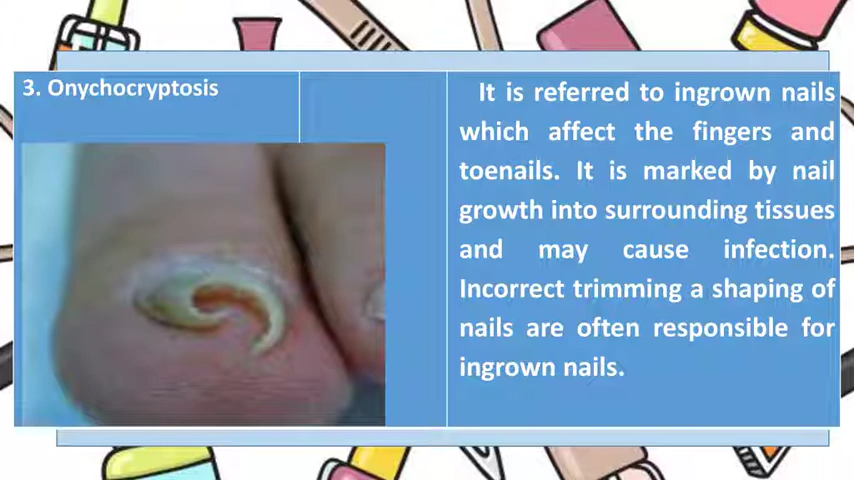 3. Onychocryptosis
It is referred to ingrown nails
which affect the fingers and
toenails. It is marked by nail
growth into surrounding tissues
and may cause infection.
Incorrect trimming a shaping of
nails are often responsible for
ingrown nails.